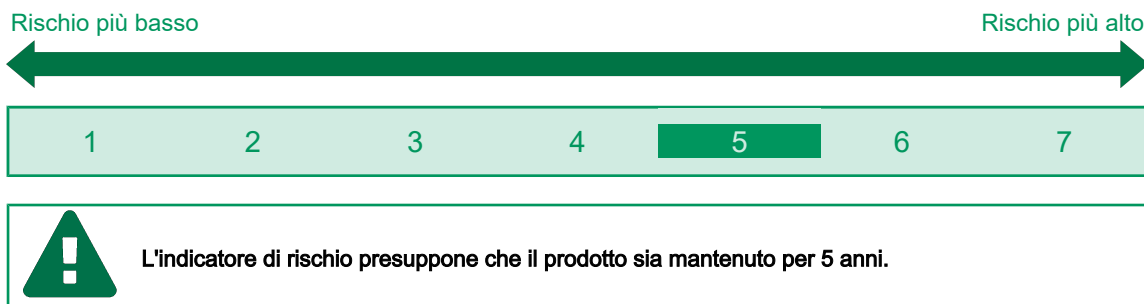 Rischio più basso Rischio più alto
1 2 3 4 5 6 7
L'indicatore di rischio presuppone che il prodotto sia mantenuto per 5 anni.